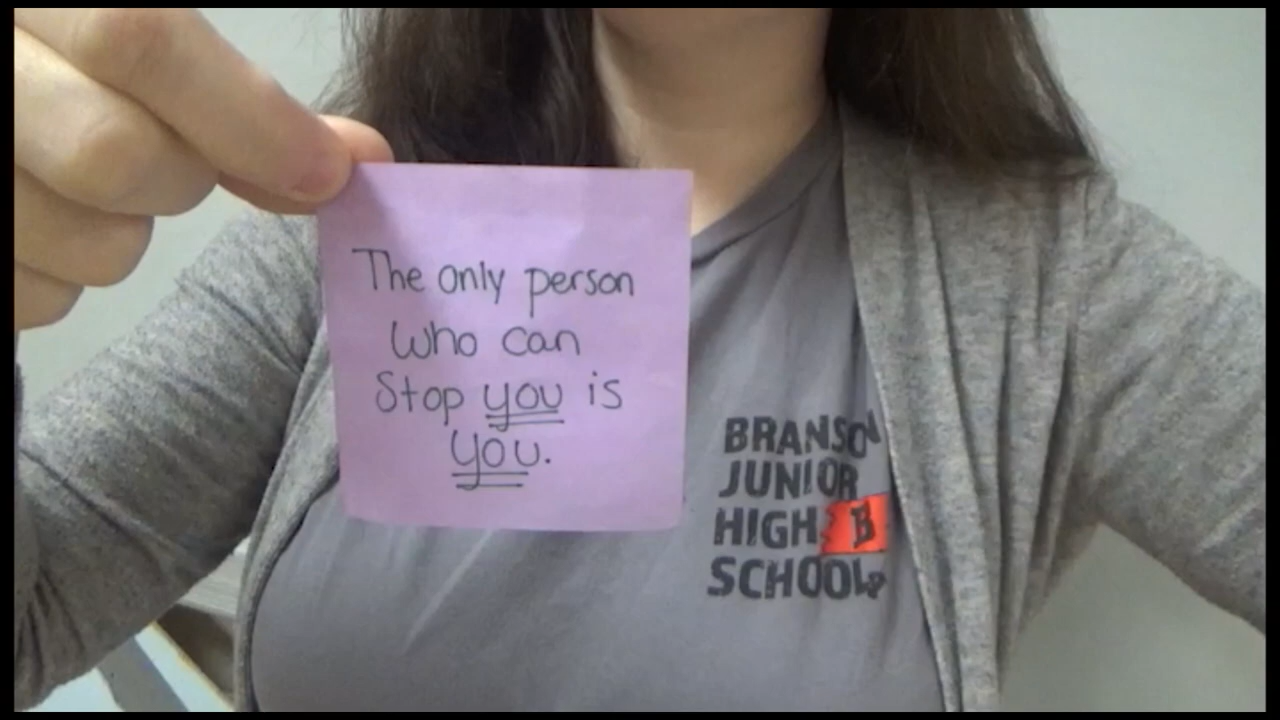 The only person
who can
Stop you is
you.
BRANSON
JUNIOR
HIGH B
SCHOOL